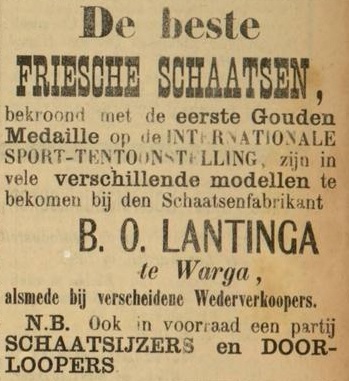 De beste
FRIESCHE SCHAATSEN,
bekroond met de eerste Gouden
Medaille op de INTERNATIONALE
SPORT-TENTOONSTELLING, zijn in
vele verschillende modellen te
bekomen bij den Schaatsenfabrikant
B. O. LANTINGA
te Warga,
alsmede bij verscheidene Wederverkoopers.
N.B. Ook in voorraad een partij
SCHAATSIJZERS en DOOR-
LOOPERS